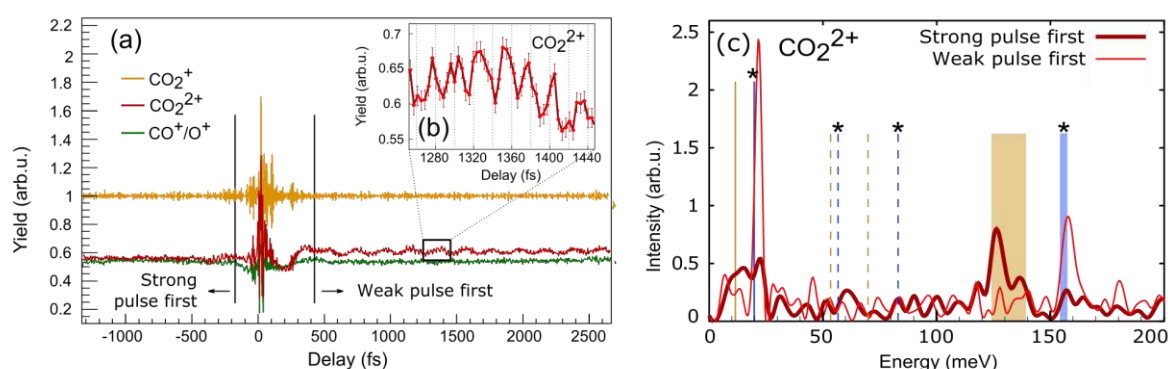 (a)
2.2
2
1.8
1.6
1.4
1.2
1
0.8
0.6
0.4
0.2
Yield (arb.u.)
CO₂⁺
CO₂²⁺
CO⁺/O⁺
Strong
pulse first
Weak pulse first
-1000 -500 0 500 1000 1500 2000 2500
Delay (fs)
(b)
CO₂²⁺
0.7
0.65
0.6
0.55
Yield (arb.u.)
1280 1320 1360 1400 1440
Delay (fs)
(c) CO₂²⁺
Strong pulse first
Weak pulse first
2.5
2
1.5
1
0.5
0
Intensity (arb.u.)
* * * *
0 50 100 150 200
Energy (meV)